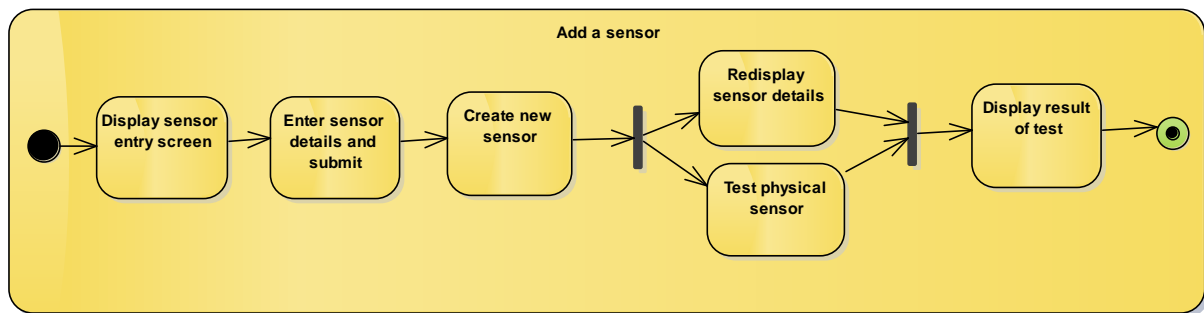 Add a sensor
Display sensor
entry screen
Enter sensor
details and
submit
Create new
sensor
Redisplay
sensor details
Test physical
sensor
Display result
of test